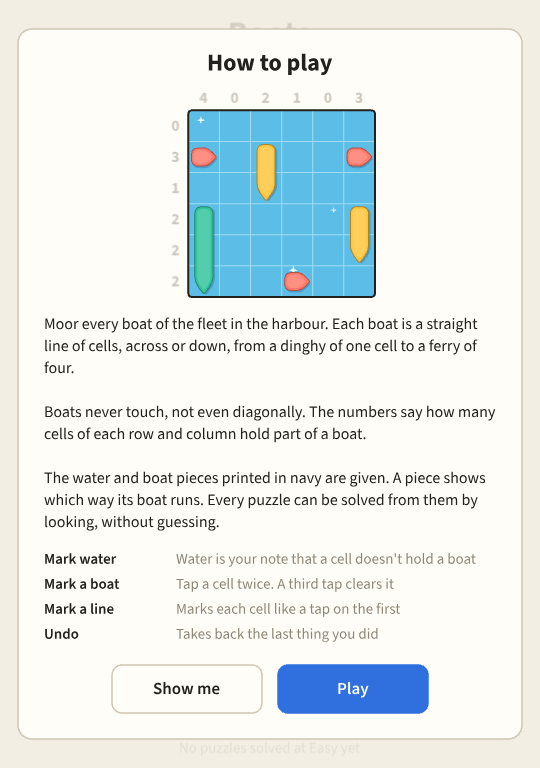 Boats
How to play
4 0 2 1 0 3
0
3
1
2
2
2
Moor every boat of the fleet in the harbour. Each boat is a straight
line of cells, across or down, from a dinghy of one cell to a ferry of
four.
Boats never touch, not even diagonally. The numbers say how many
cells of each row and column hold part of a boat.
The water and boat pieces printed in navy are given. A piece shows
which way its boat runs. Every puzzle can be solved from them by
looking, without guessing.
Mark water Water is your note that a cell doesn't hold a boat
Mark a boat Tap a cell twice. A third tap clears it
Mark a line Marks each cell like a tap on the first
Undo Takes back the last thing you did
Show me Play
No puzzles solved at Easy yet